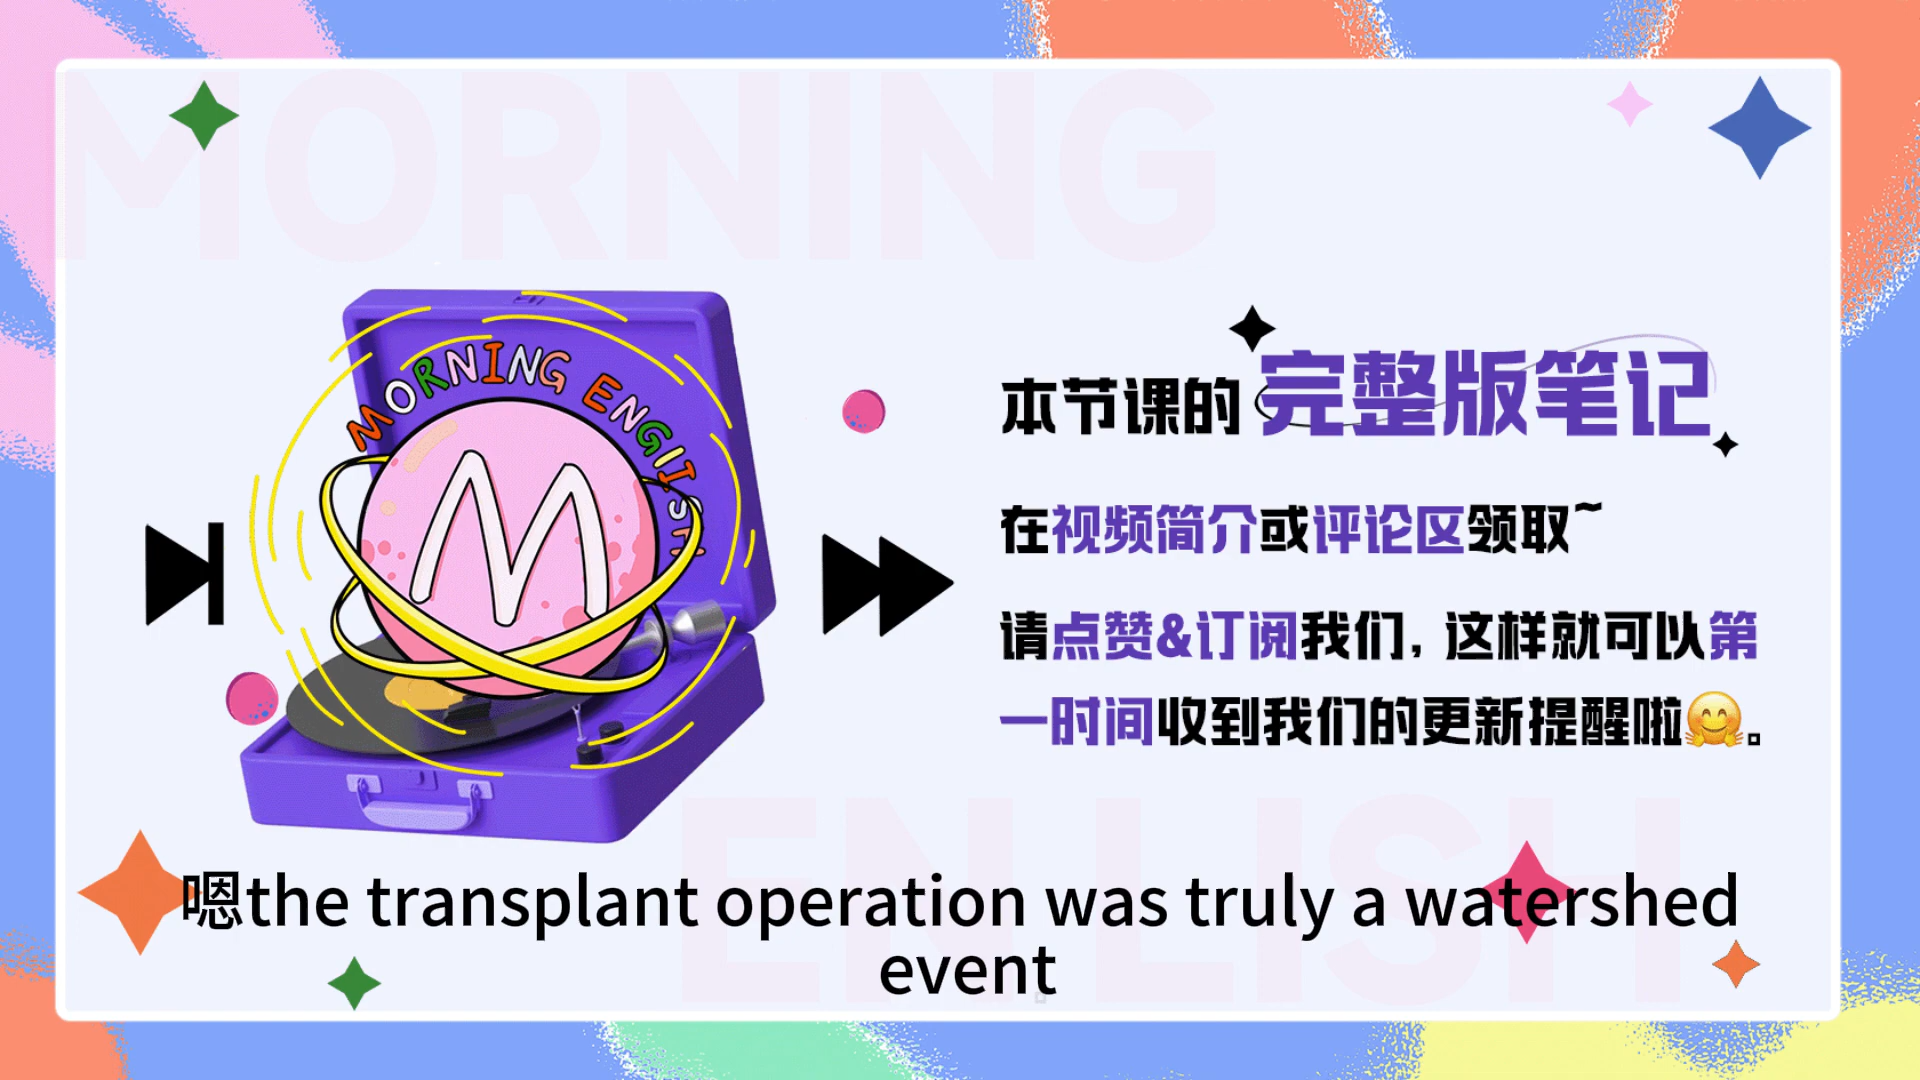 MORNING
MORNING ENGLISH
M
本节课的完整版笔记
在视频简介或评论区领取~
请点赞&订阅我们，这样就可以第
一时间收到我们的更新提醒啦🤗。
EN LISH
嗯the transplant operation was truly a watershed
event